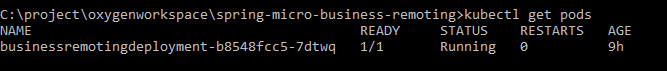 C:\project\oxygenworkspace\spring-micro-business-remoting>kubectl get pods
NAME READY STATUS RESTARTS AGE
businessremotingdeployment-b8548fcc5-7dtwq 1/1 Running 0 9h